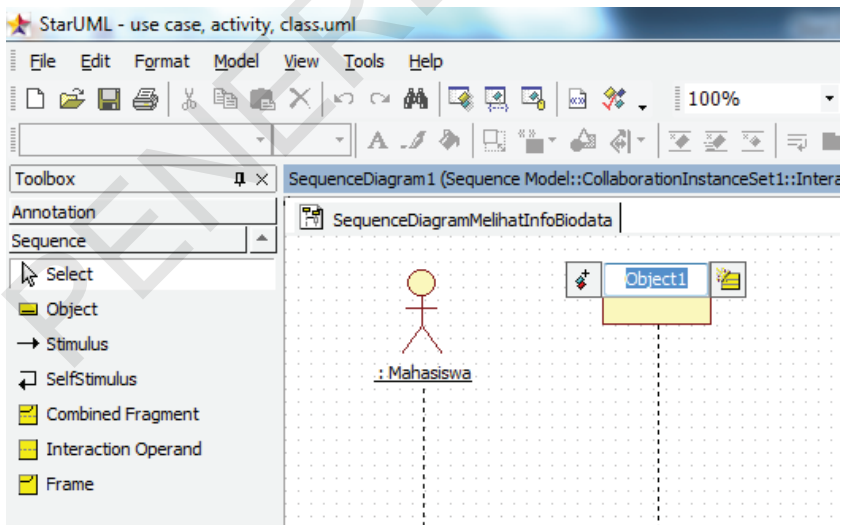 StarUML - use case, activity, class.uml
File Edit Format Model View Tools Help
100%
Toolbox
SequenceDiagram1 (Sequence Model::CollaborationInstanceSet1::Intera
Annotation
SequenceDiagramMelihatInfoBiodata
Sequence
Select
Object1
Object
Stimulus
: Mahasiswa
SelfStimulus
Combined Fragment
Interaction Operand
Frame
PENER